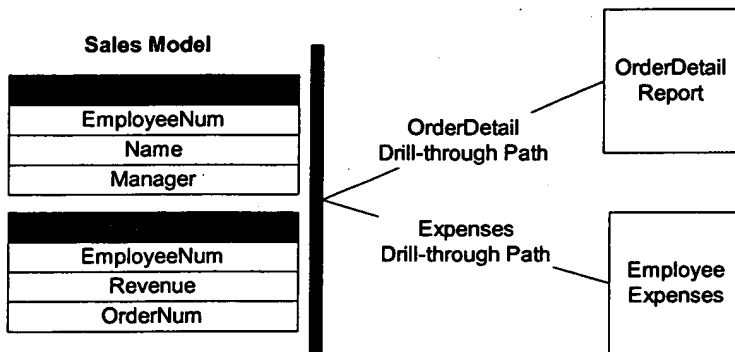 Sales Model
EmployeeNum
Name
Manager
EmployeeNum
Revenue
OrderNum
OrderDetail
Drill-through Path
Expenses
Drill-through Path
OrderDetail
Report
Employee
Expenses